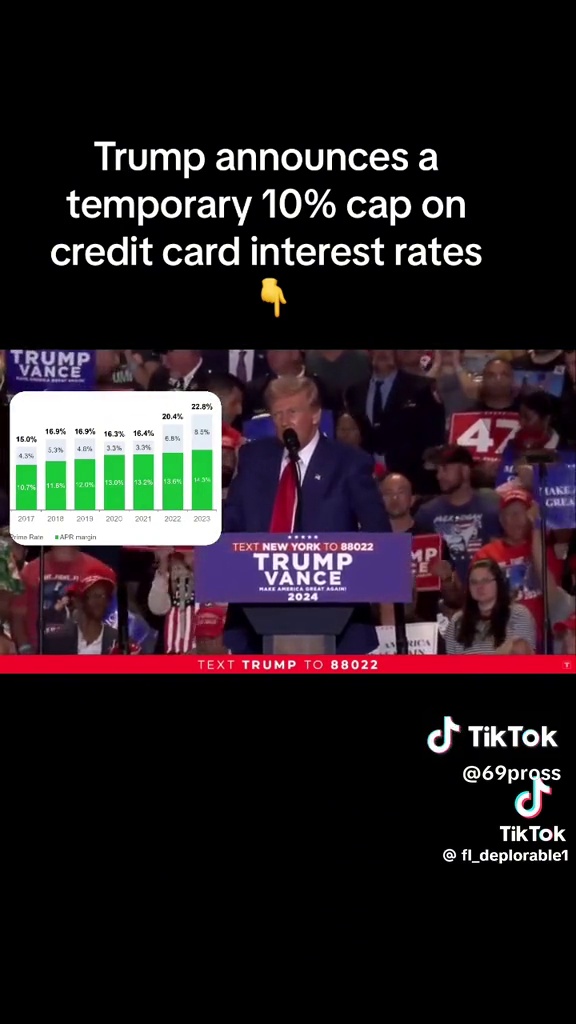 Trump announces a
temporary 10% cap on
credit card interest rates
👇
TRUMP
VANCE
MAKE AMERICA GREAT AGAIN!
15.0%
16.9%
16.9%
16.3%
16.4%
20.4%
22.8%
4.3%
5.3%
3.3%
3.3%
8.5%
10.7%
11.6%
12.0%
13.0%
13.2%
13.6%
14.3%
2017
2018
2019
2020
2021
2022
2023
Prime Rate
APR margin
47
TEXT NEW YORK TO 88022
TRUMP
VANCE
MAKE AMERICA GREAT AGAIN!
2024
TEXT TRUMP TO 88022
TikTok
@69pross
TikTok
@ fl_deplorable1